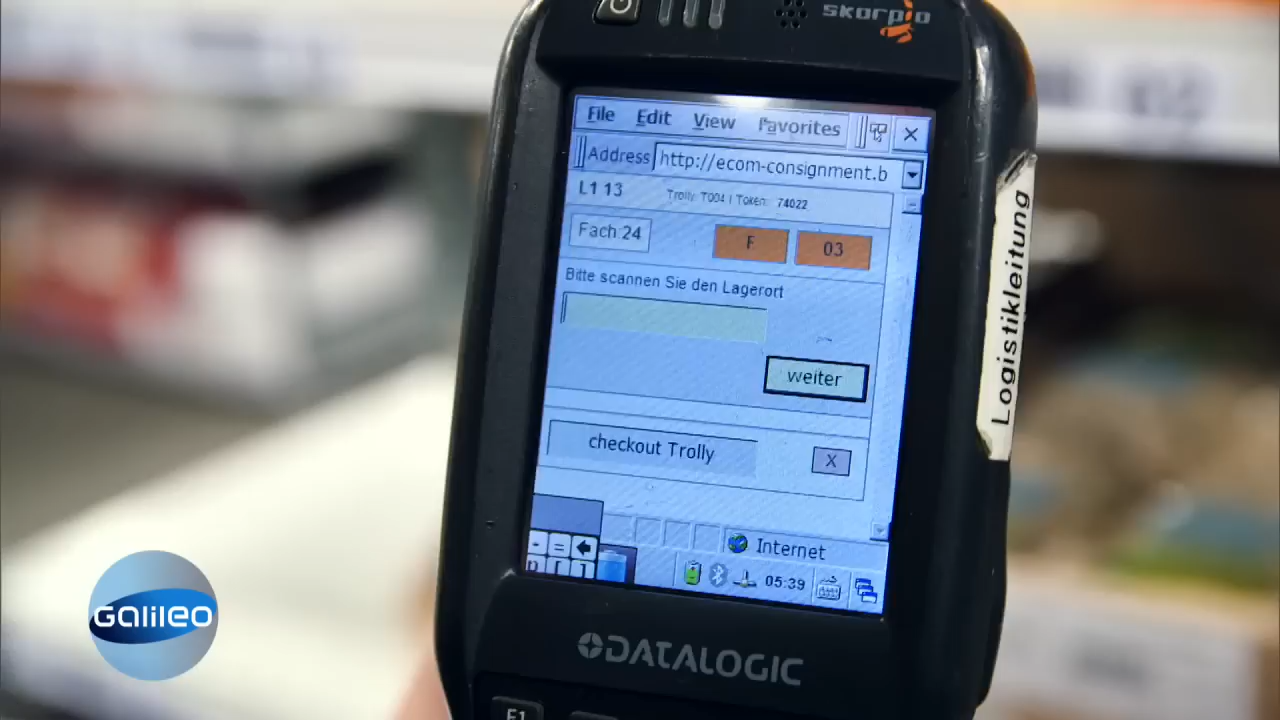 skorpio
File Edit View Favorites
Address http://ecom-consignment.b
L1 13 Trolly: T004 | Token: 74022
Fach 24 F 03
Bitte scannen Sie den Lagerort
weiter
checkout Trolly X
Internet
- =
05:39
DATALOGIC
F1
Logistikleitung
Galileo